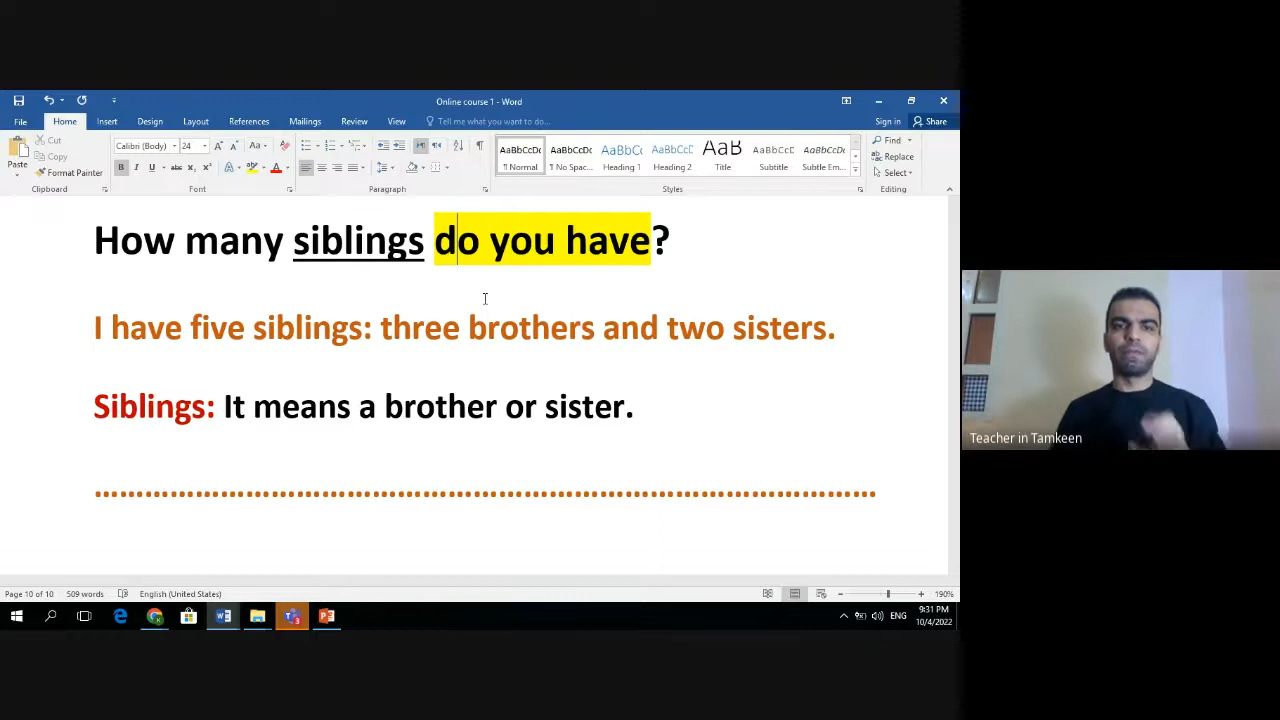 Online course 1 - Word
File Home Insert Design Layout References Mailings Review View Tell me what you want to do... Sign in Share
Paste Cut Copy Format Painter
Calibri (Body) 24
AaBbCcDc AaBbCcDc AaBbCc AaBbCcC AaB AaBbCcD AaBbCcDc
¶ Normal ¶ No Spac... Heading 1 Heading 2 Title Subtitle Subtle Em...
Find Replace Select
Clipboard Font Paragraph Styles Editing
How many siblings do you have?
I have five siblings: three brothers and two sisters.
Siblings: It means a brother or sister.
Teacher in Tamkeen
Page 10 of 10 509 words English (United States) 190%
ENG 9:31 PM
10/4/2022